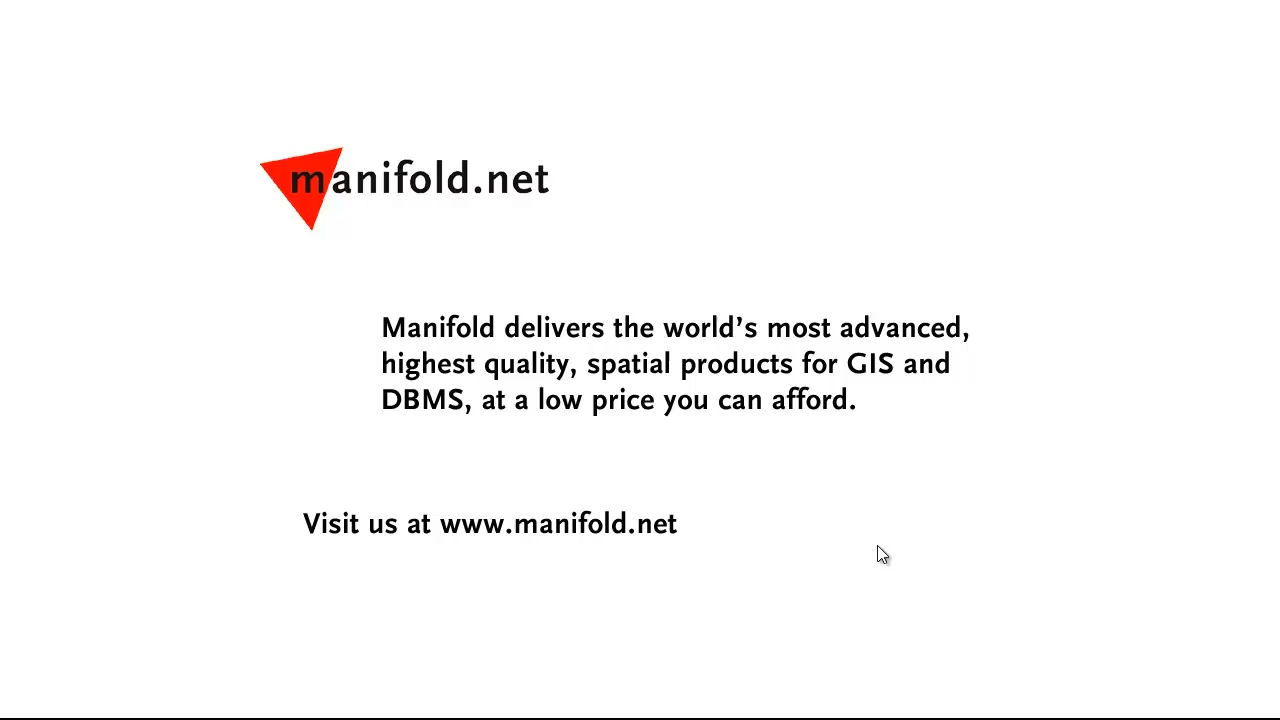 manifold.net
Manifold delivers the world’s most advanced,
highest quality, spatial products for GIS and
DBMS, at a low price you can afford.
Visit us at www.manifold.net